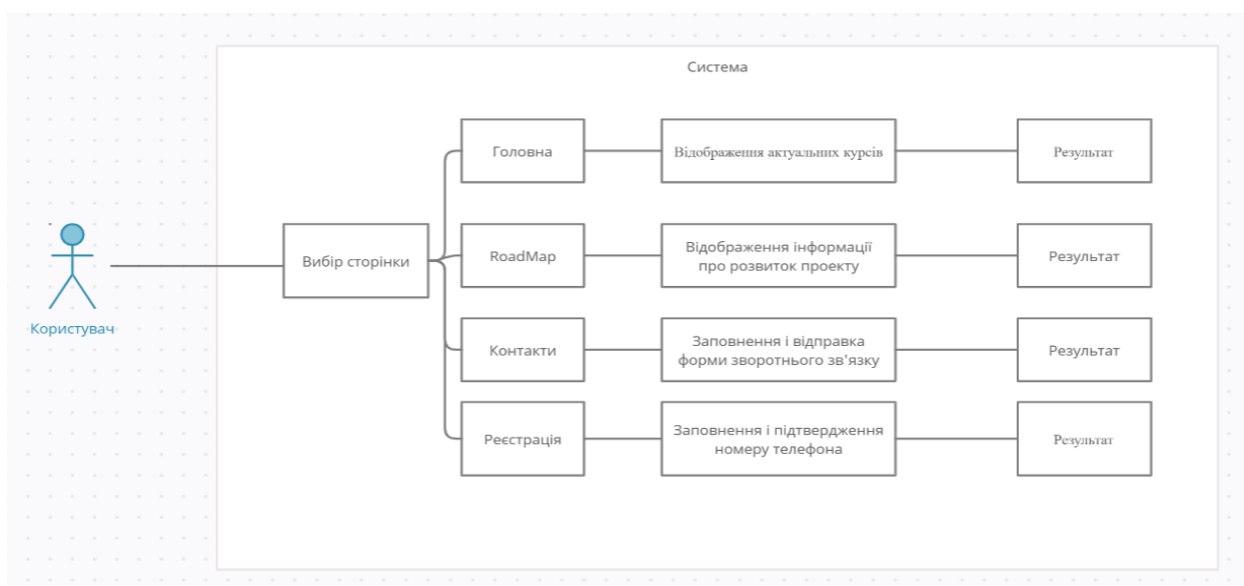 Система
Головна
Відображення актуальних курсів
Результат
Користувач
Вибір сторінки
RoadMap
Відображення інформації
про розвиток проекту
Результат
Контакти
Заповнення і відправка
форми зворотнього зв'язку
Результат
Реєстрація
Заповнення і підтвердження
номеру телефона
Результат